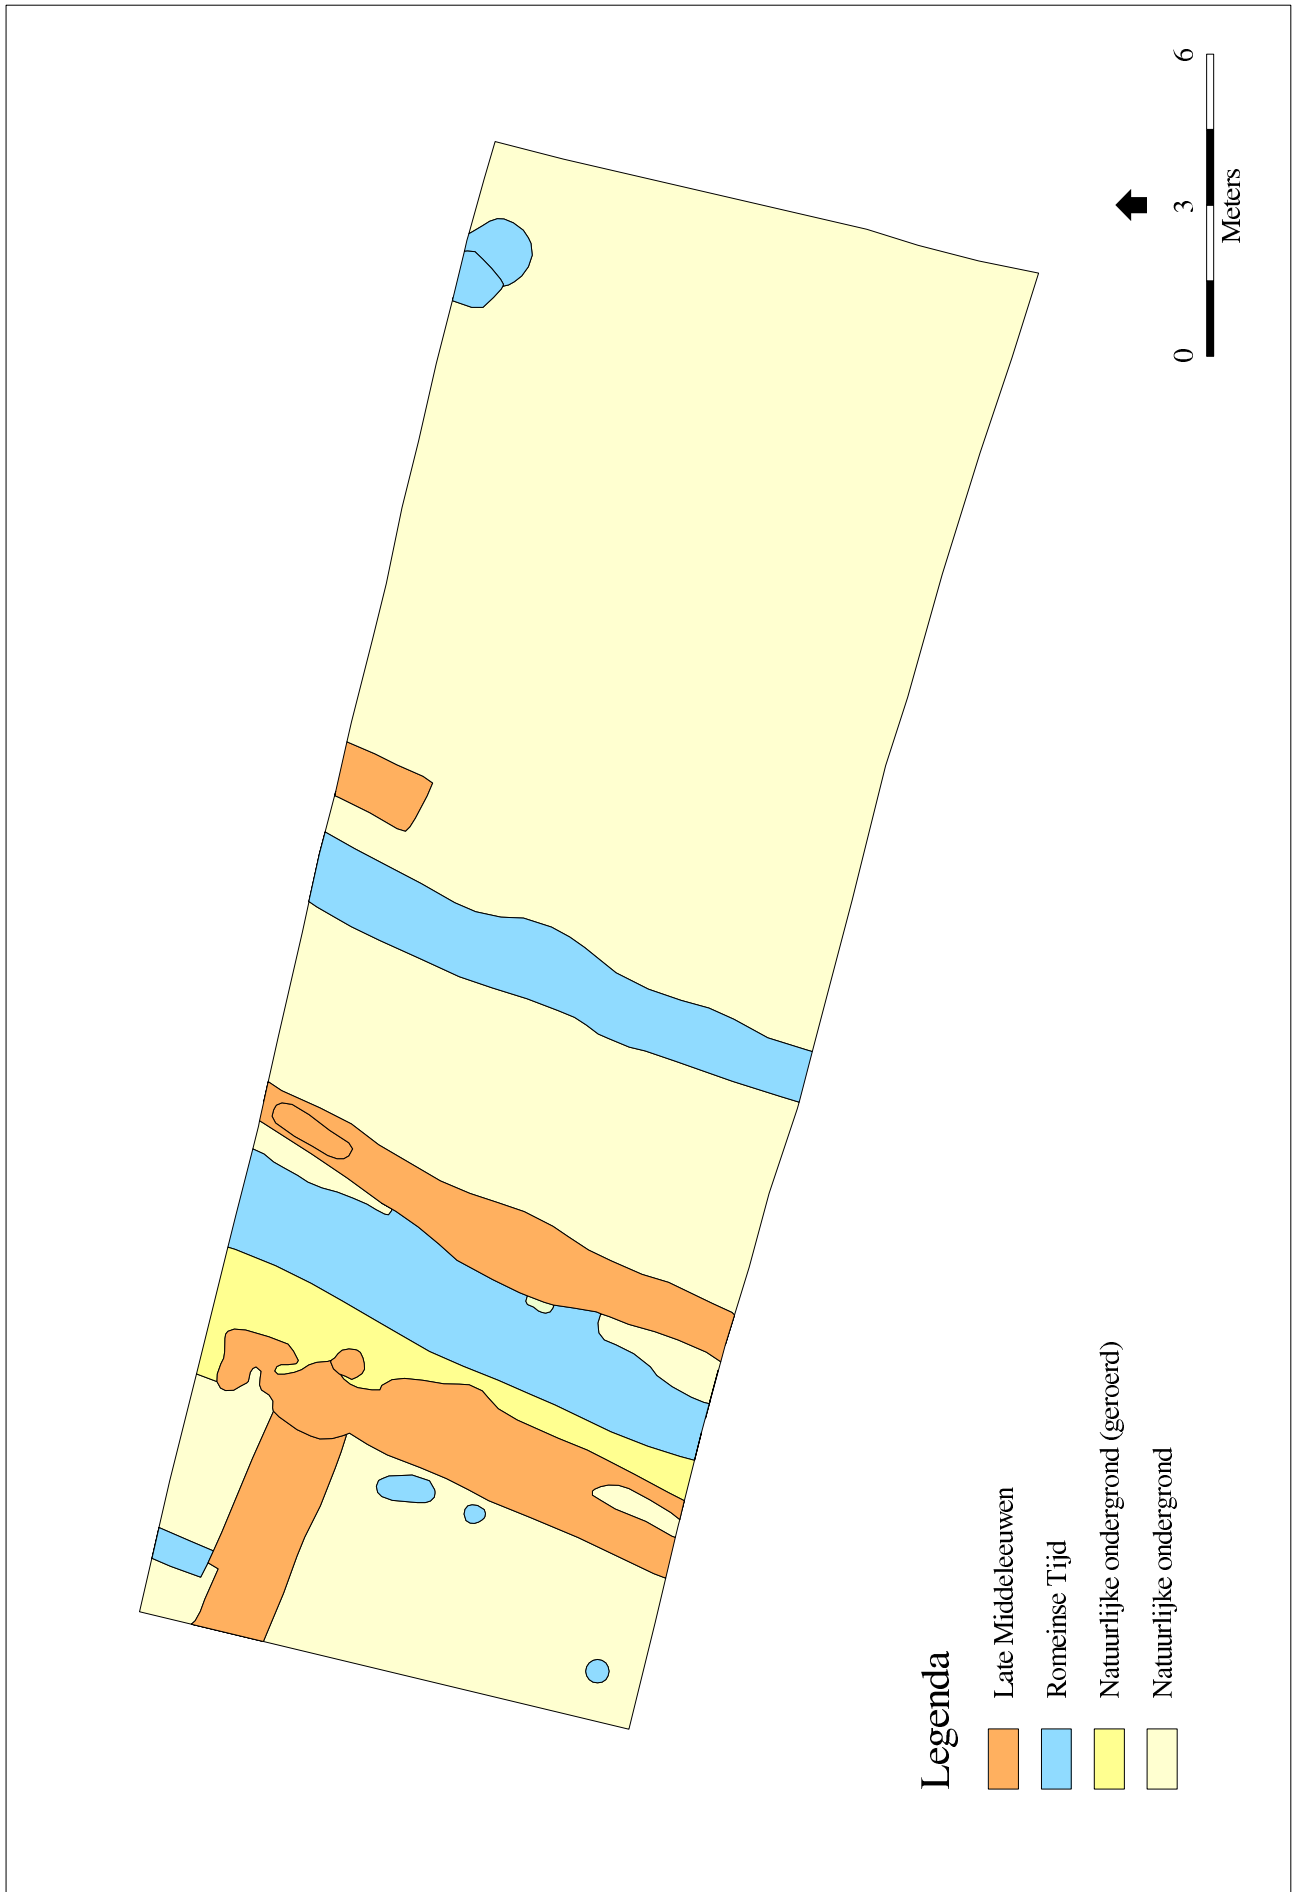 Legenda
Late Middeleeuwen
Romeinse Tijd
Natuurlijke ondergrond (geroerd)
Natuurlijke ondergrond
0 3 6
Meters